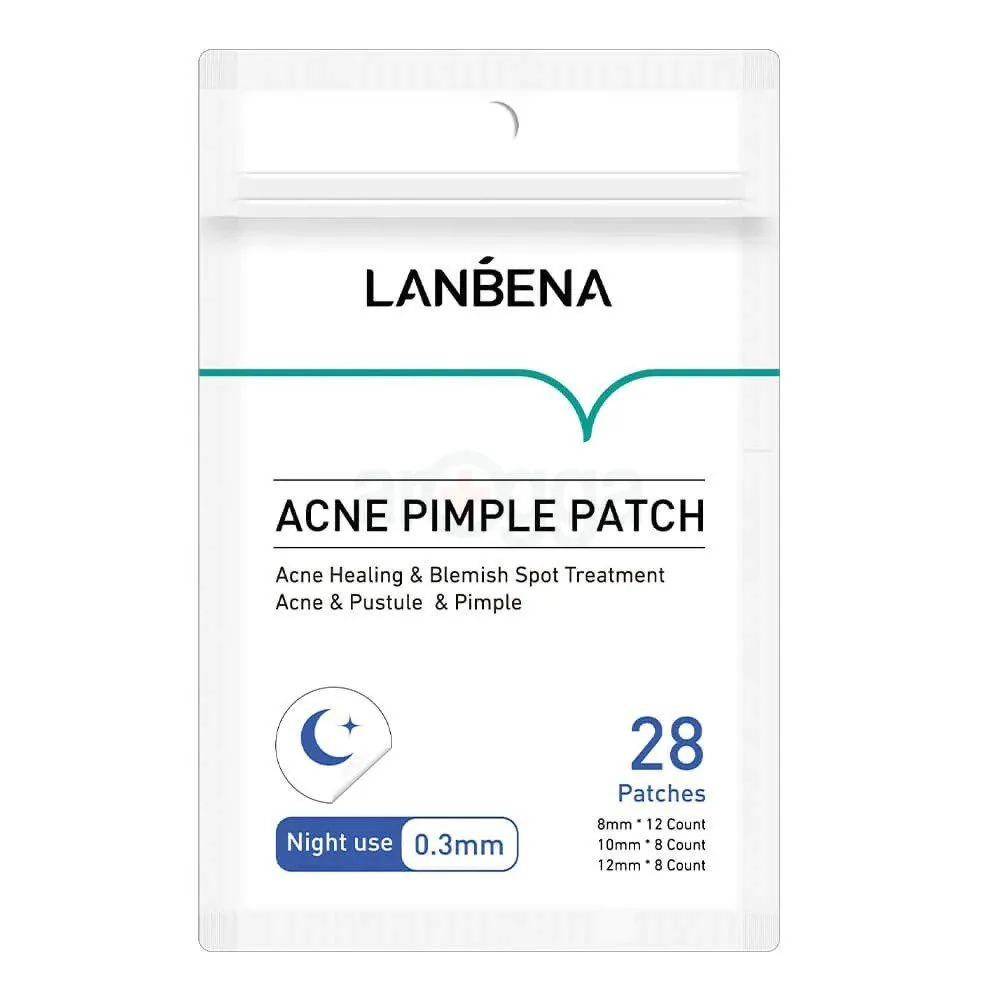 LANBENA
arogga
ACNE PIMPLE PATCH
Acne Healing & Blemish Spot Treatment
Acne & Pustule & Pimple
28
Patches
8mm * 12 Count
10mm * 8 Count
12mm * 8 Count
Night use 0.3mm